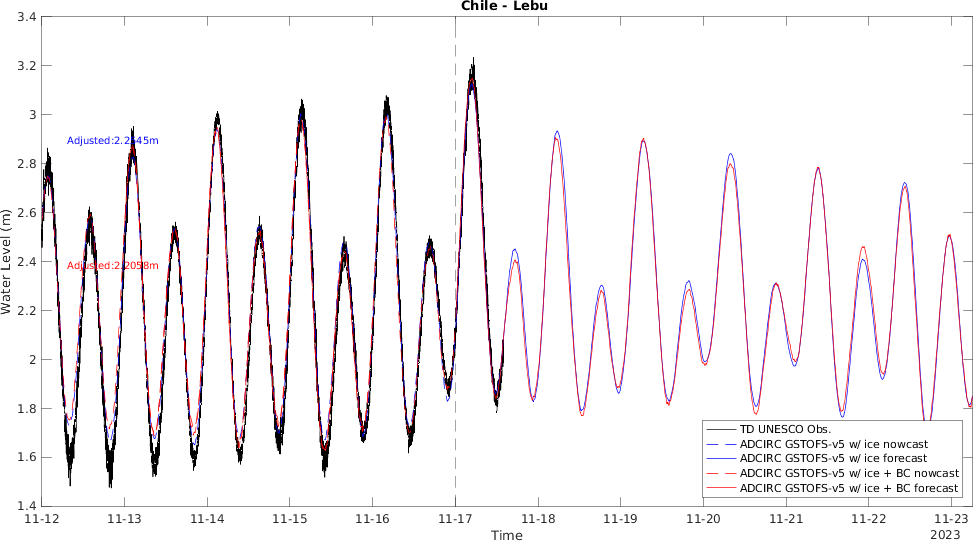 Chile - Lebu
3.4
3.2
3
2.8
2.6
2.4
2.2
2
1.8
1.6
1.4
Water Level (m)
Adjusted:2.2545m
Adjusted:2.2058m
TD UNESCO Obs.
ADCIRC GSTOFS-v5 w/ ice nowcast
ADCIRC GSTOFS-v5 w/ ice forecast
ADCIRC GSTOFS-v5 w/ ice + BC nowcast
ADCIRC GSTOFS-v5 w/ ice + BC forecast
11-12 11-13 11-14 11-15 11-16 11-17 11-18 11-19 11-20 11-21 11-22 11-23
Time
2023